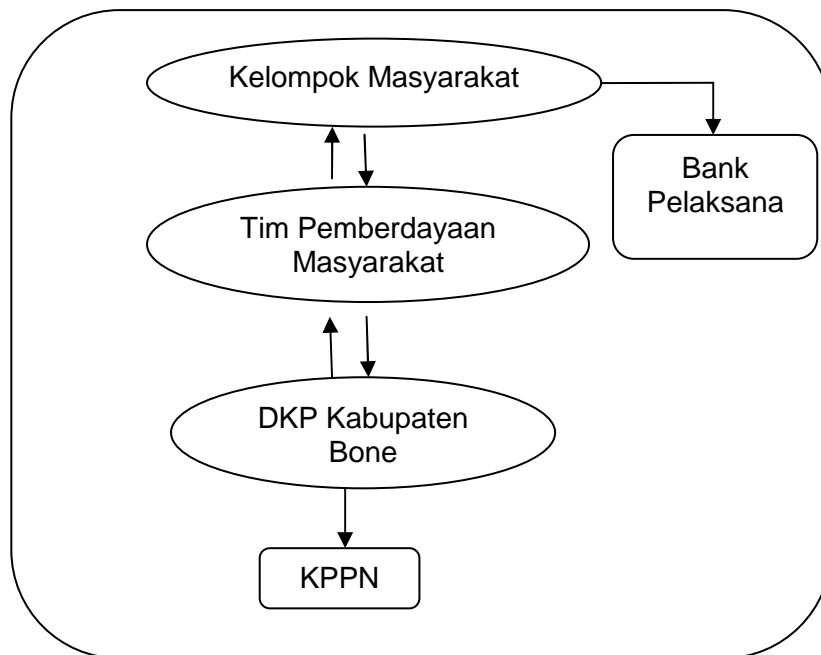 Kelompok Masyarakat
Bank
Pelaksana
Tim Pemberdayaan
Masyarakat
DKP Kabupaten
Bone
KPPN